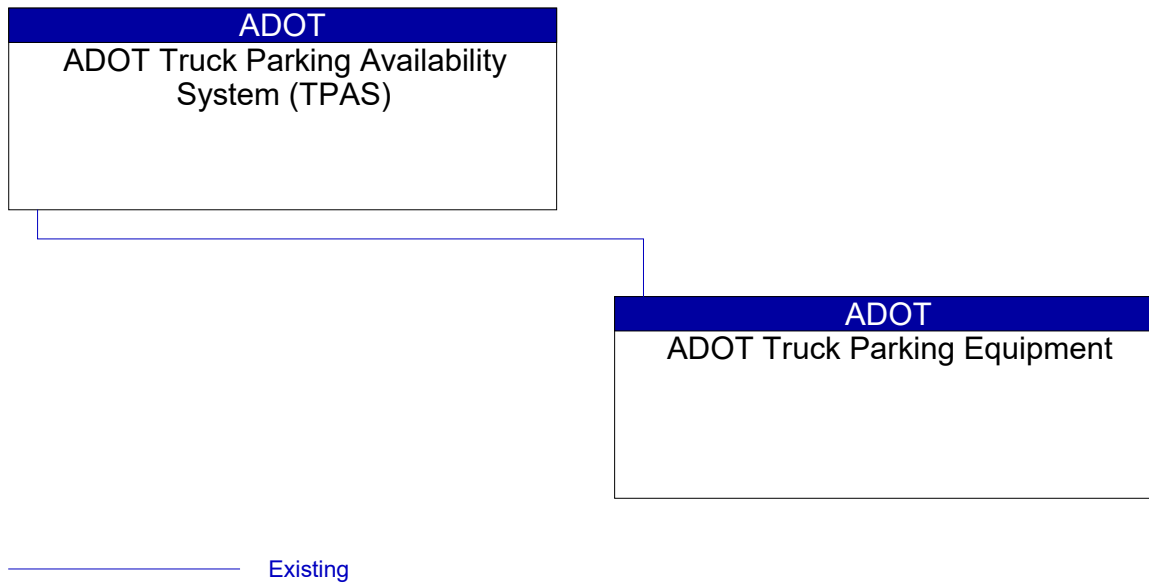 ADOT
ADOT Truck Parking Availability
System (TPAS)
ADOT
ADOT Truck Parking Equipment
Existing